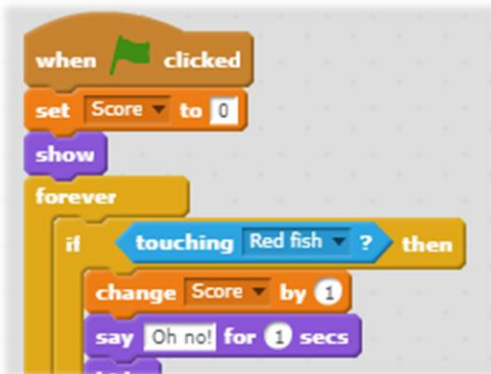 when clicked
set Score to 0
show
forever
if touching Red fish ? then
change Score by 1
say Oh no! for 1 secs